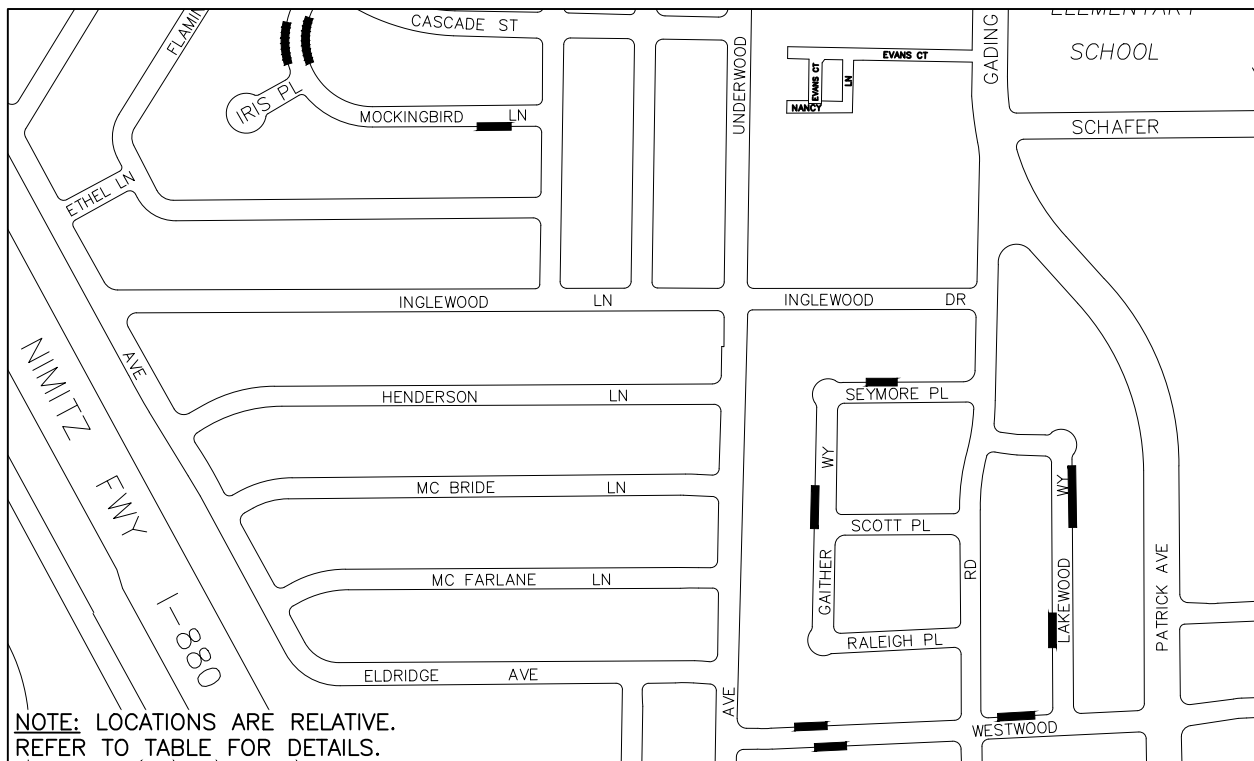 CASCADE ST
UNDERWOOD
GADING
SCHOOL
EVANS CT
EVANS CT
LN
NANCY
IRIS PL
MOCKINGBIRD LN
SCHAFER
ETHEL LN
INGLEWOOD LN
INGLEWOOD DR
AVE
NIMITZ FWY I-880
HENDERSON LN
SEYMORE PL
MC BRIDE LN
WY
GAITHER
SCOTT PL
WY
LAKEWOOD
RD
MC FARLANE LN
RALEIGH PL
PATRICK AVE
ELDRIDGE AVE
AVE
WESTWOOD
NOTE: LOCATIONS ARE RELATIVE.
REFER TO TABLE FOR DETAILS.